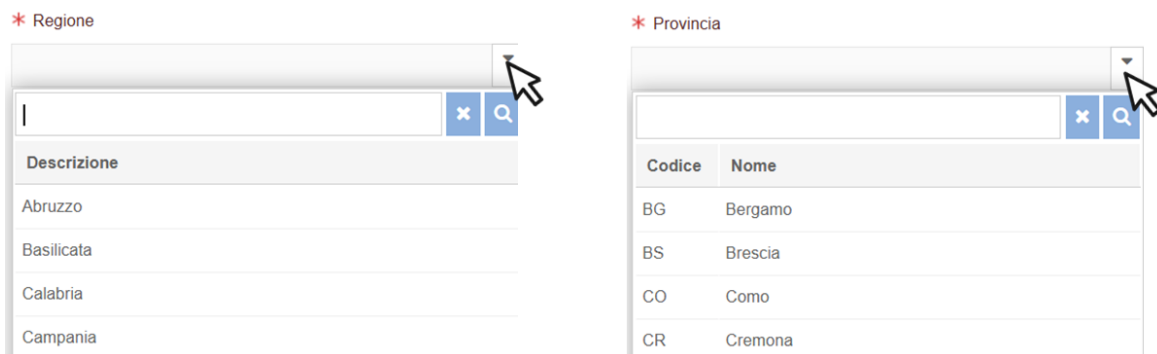 * Regione
Descrizione
Abruzzo
Basilicata
Calabria
Campania
* Provincia
Codice Nome
BG Bergamo
BS Brescia
CO Como
CR Cremona